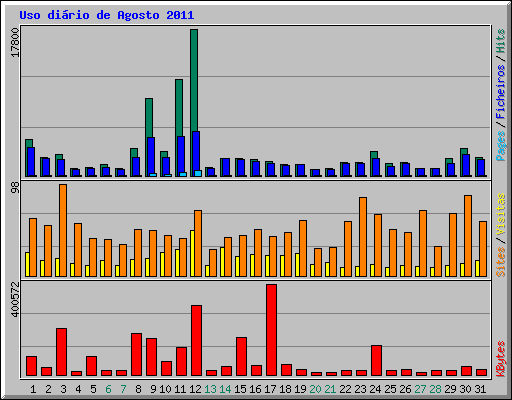 Uso diário de Agosto 2011
17800
Pages / Ficheiros / Hits
98
Sites / Visitas
400572
KBytes
1 2 3 4 5 6 7 8 9 10 11 12 13 14 15 16 17 18 19 20 21 22 23 24 25 26 27 28 29 30 31